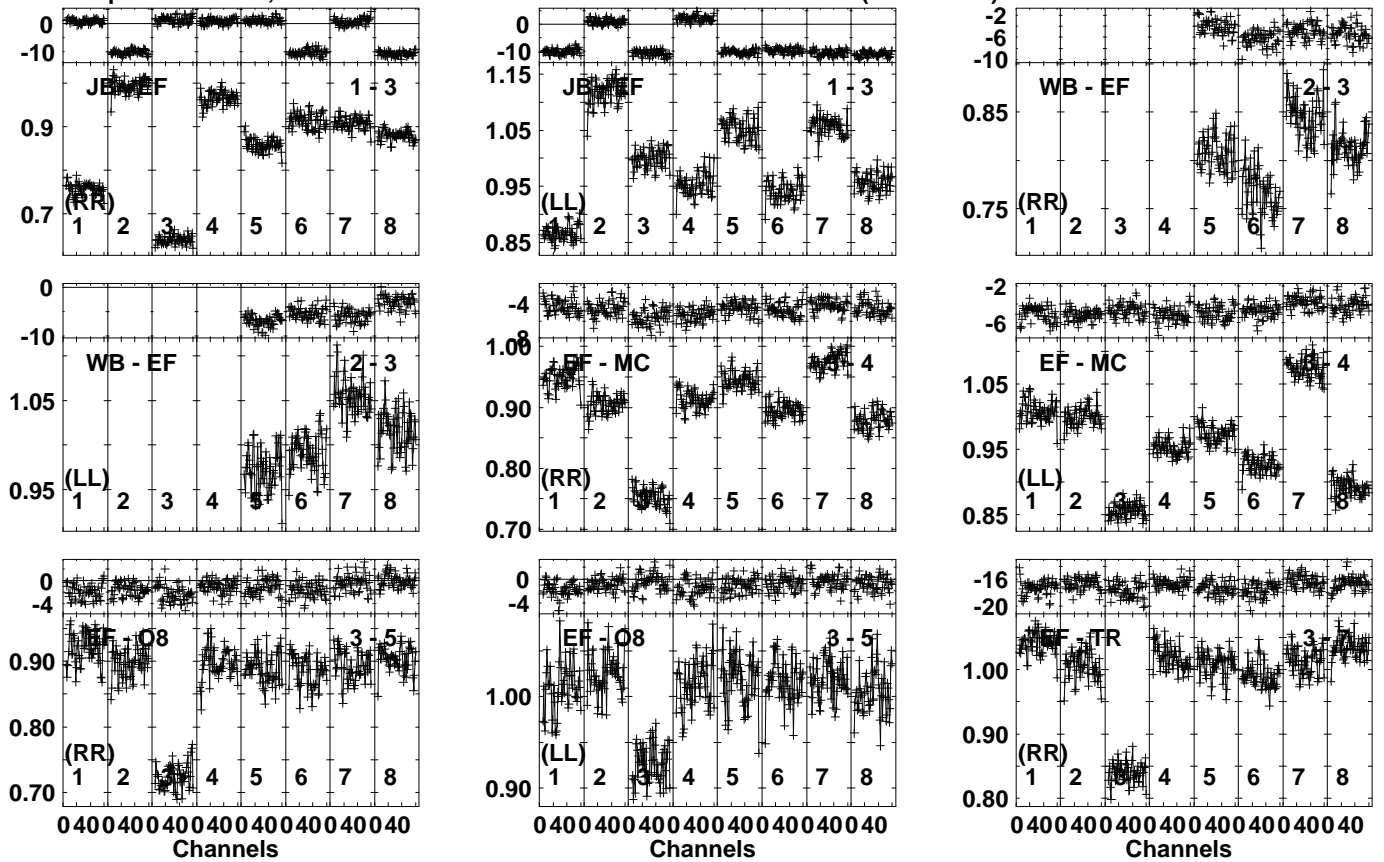 0
-10
JB - EF 1 - 3
0.9
0.7
(RR)
1 2 3 4 5 6 7 8
0
-10
1.15
JB - EF 1 - 3
1.05
0.95
0.85
(LL)
1 2 3 4 5 6 7 8
-2
-6
-10
WB - EF 2 - 3
0.85
0.75
(RR)
1 2 3 4 5 6 7 8
0
-10
WB - EF 2 - 3
1.05
0.95
(LL)
1 2 3 4 5 6 7 8
-4
-8
1.00
EF - MC 3 - 4
0.90
0.80
(RR)
0.70
1 2 3 4 5 6 7 8
-2
-6
EF - MC 3 - 4
1.05
0.95
0.85
(LL)
1 2 3 4 5 6 7 8
0
-4
EF - O8 3 - 5
0.90
0.80
(RR)
0.70
1 2 3 4 5 6 7 8
0
-4
EF - O8 3 - 5
1.00
(LL)
0.90
1 2 3 4 5 6 7 8
-16
-20
EF - TR 3 - 7
1.00
0.90
(RR)
0.80
1 2 3 4 5 6 7 8
0 40 0 40 0 40 0 40 0 40 0 40 0 40 0 40
Channels
0 40 0 40 0 40 0 40 0 40 0 40 0 40 0 40
Channels
0 40 0 40 0 40 0 40 0 40 0 40 0 40 0 40
Channels